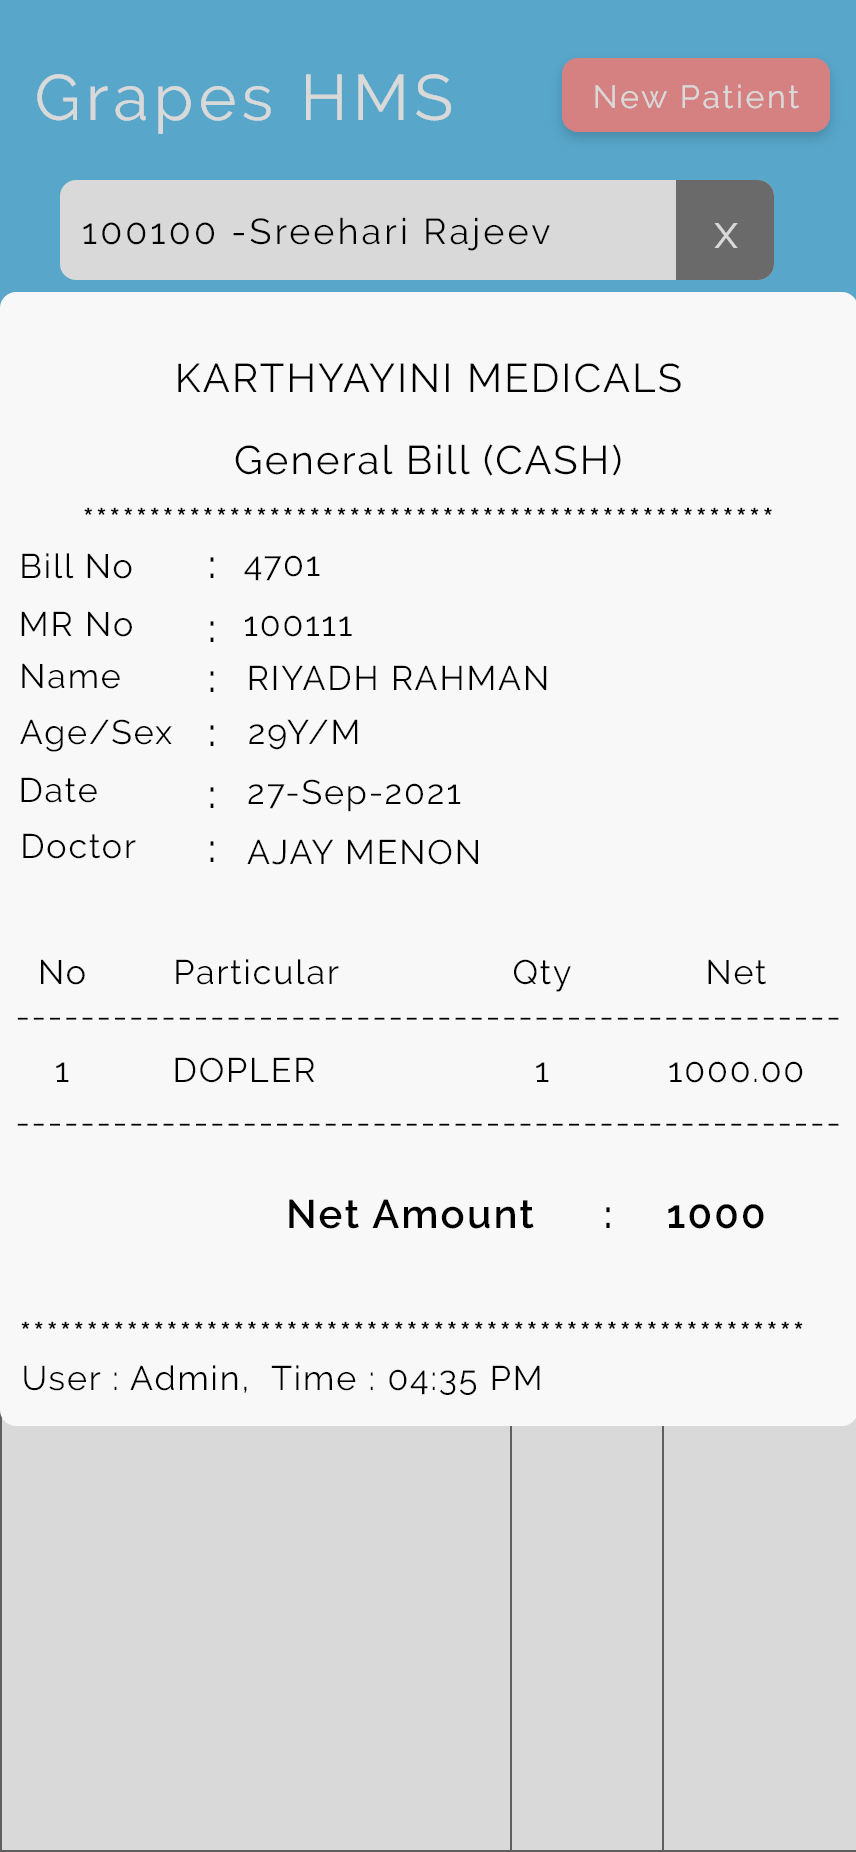 Grapes HMS
New Patient
100100 -Sreehari Rajeev
X
KARTHYAYINI MEDICALS
General Bill (CASH)
****************************************************
Bill No : 4701
MR No : 100111
Name : RIYADH RAHMAN
Age/Sex : 29Y/M
Date : 27-Sep-2021
Doctor : AJAY MENON
No Particular Qty Net
---------------------------------------------------
1 DOPLER 1 1000.00
---------------------------------------------------
Net Amount : 1000
***********************************************************
User : Admin, Time : 04:35 PM